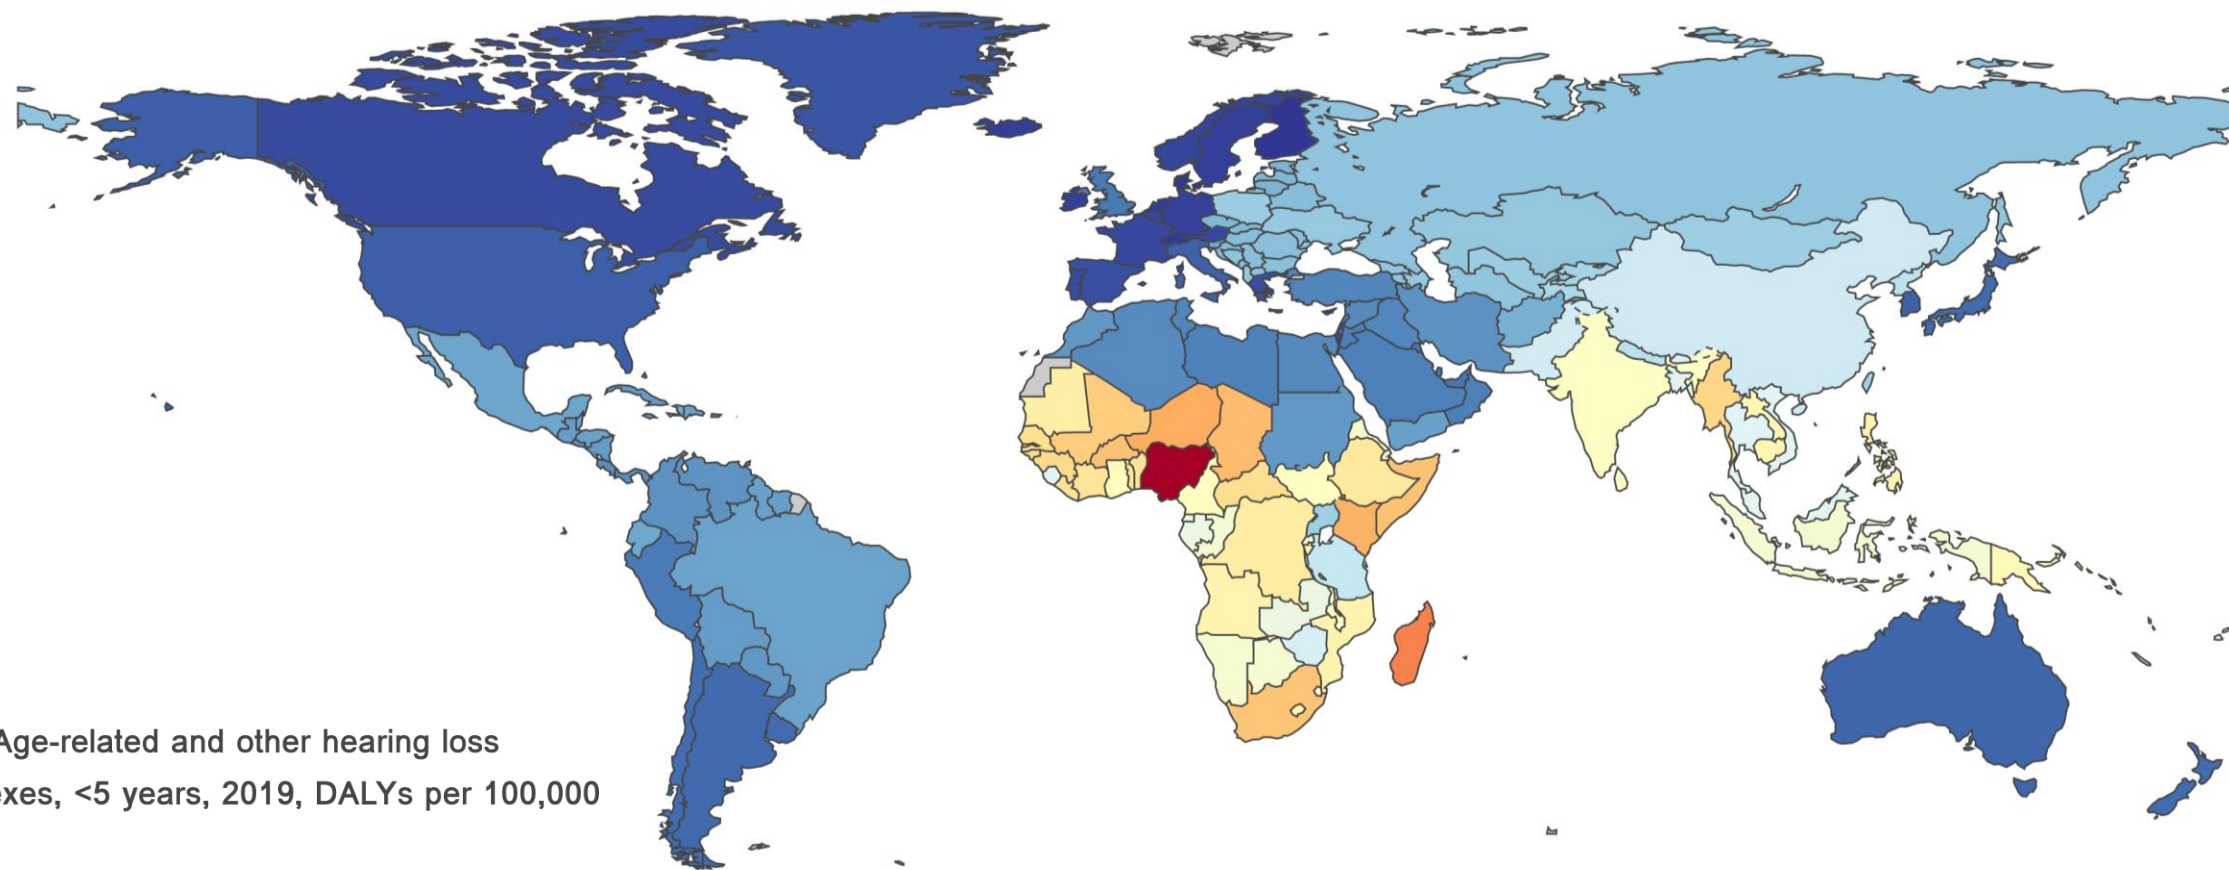 Age-related and other hearing loss
exes, <5 years, 2019, DALYs per 100,000